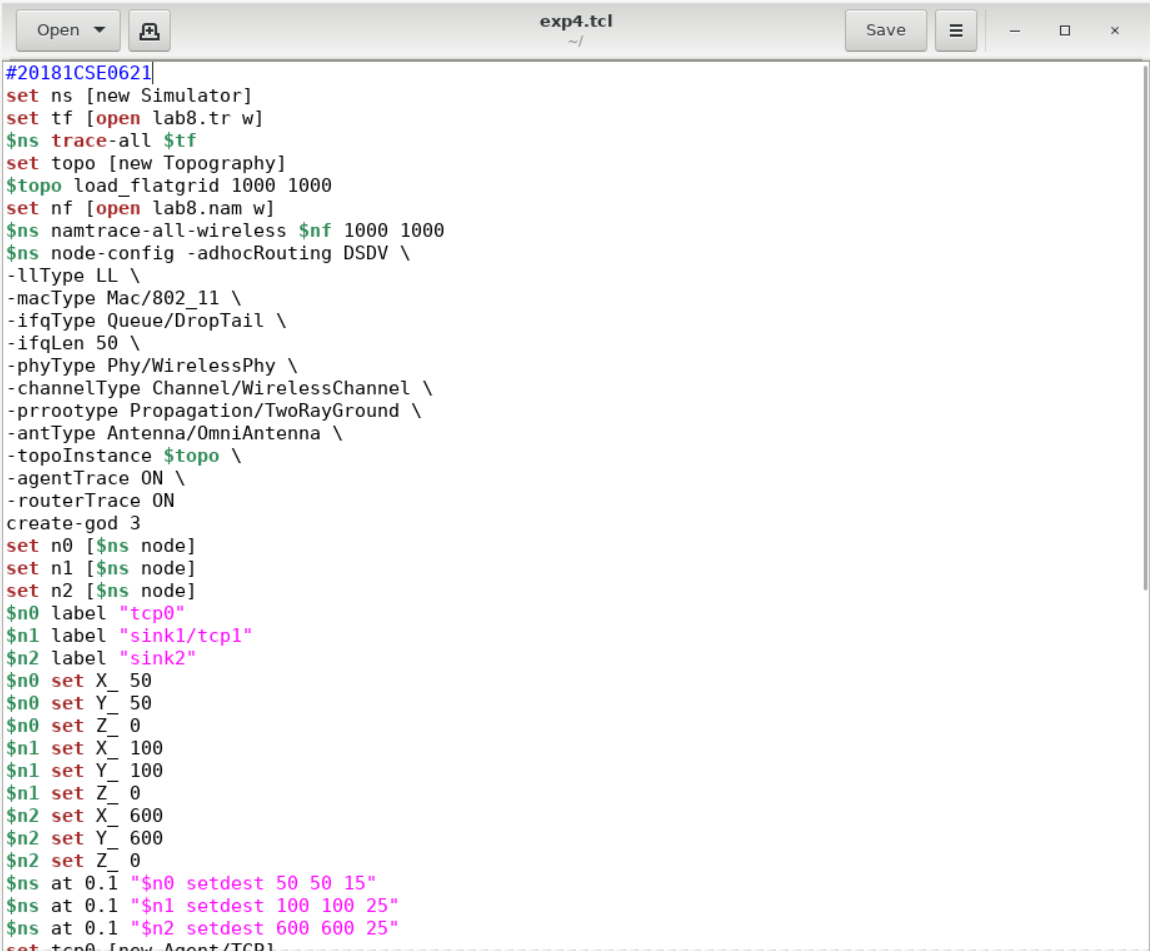 Open
exp4.tcl
~/
Save
#20181CSE0621
set ns [new Simulator]
set tf [open lab8.tr w]
$ns trace-all $tf
set topo [new Topography]
$topo load_flatgrid 1000 1000
set nf [open lab8.nam w]
$ns namtrace-all-wireless $nf 1000 1000
$ns node-config -adhocRouting DSDV \
-llType LL \
-macType Mac/802_11 \
-ifqType Queue/DropTail \
-ifqLen 50 \
-phyType Phy/WirelessPhy \
-channelType Channel/WirelessChannel \
-prrootype Propagation/TwoRayGround \
-antType Antenna/OmniAntenna \
-topoInstance $topo \
-agentTrace ON \
-routerTrace ON
create-god 3
set n0 [$ns node]
set n1 [$ns node]
set n2 [$ns node]
$n0 label "tcp0"
$n1 label "sink1/tcp1"
$n2 label "sink2"
$n0 set X_ 50
$n0 set Y_ 50
$n0 set Z_ 0
$n1 set X_ 100
$n1 set Y_ 100
$n1 set Z_ 0
$n2 set X_ 600
$n2 set Y_ 600
$n2 set Z_ 0
$ns at 0.1 "$n0 setdest 50 50 15"
$ns at 0.1 "$n1 setdest 100 100 25"
$ns at 0.1 "$n2 setdest 600 600 25"
set tcp0 [new Agent/TCP]